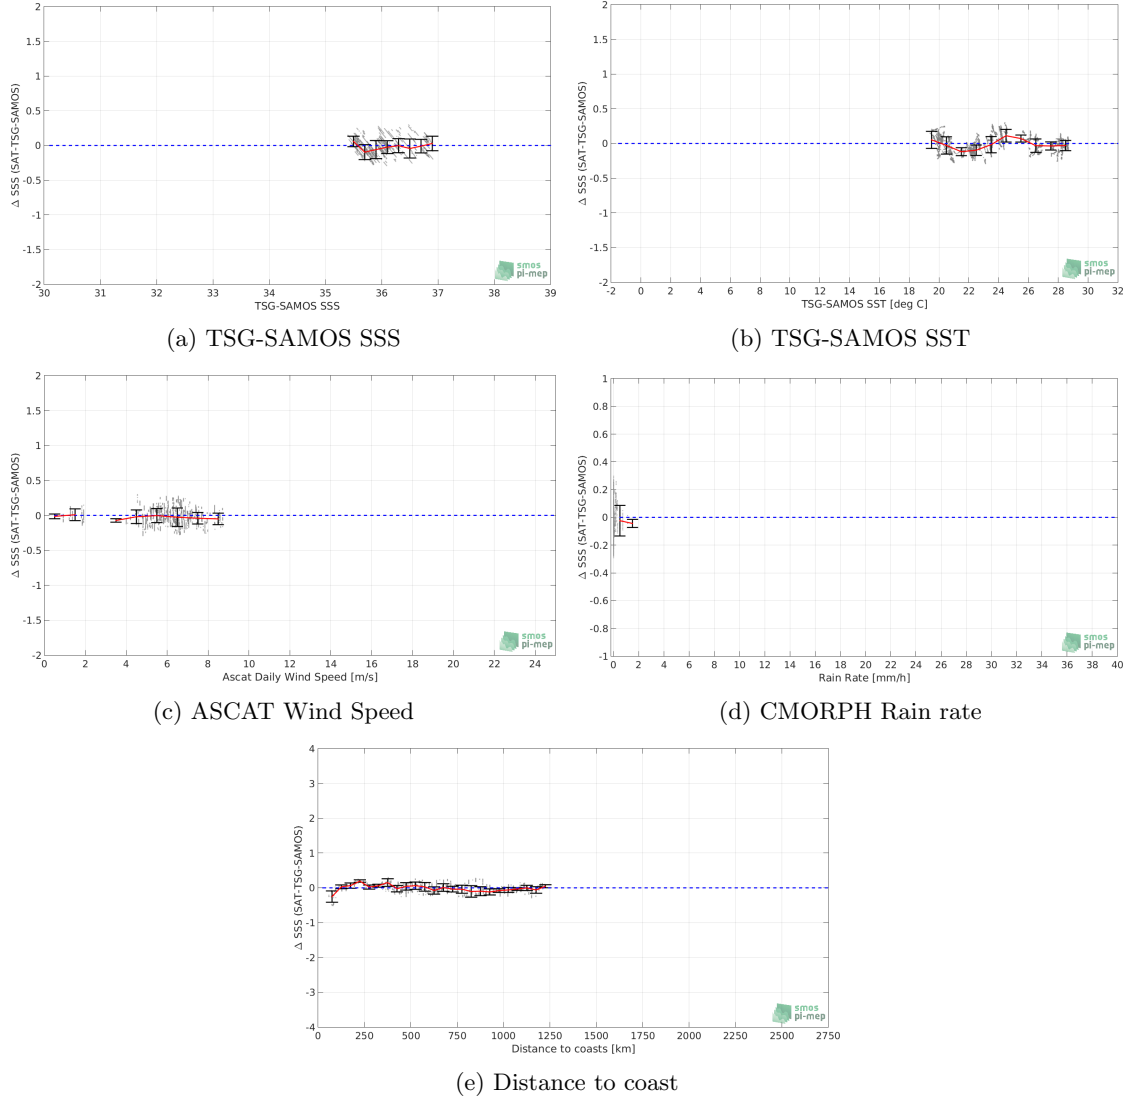 2
1.5
1
0.5
0
-0.5
-1
1.5
-2
Δ SSS (SAT-TSG-SAMOS)
30 31 32 33 34 35 36 37 38 39
TSG-SAMOS SSS
smos
pi-mep
(a) TSG-SAMOS SSS
2
1.5
1
0.5
0
-0.5
-1
-1.5
-2
Δ SSS (SAT-TSG-SAMOS)
-2 0 2 4 6 8 10 12 14 16 18 20 22 24 26 28 30 32
TSG-SAMOS SST [deg C]
smos
pi-mep
(b) TSG-SAMOS SST
2
1.5
1
0.5
0
-0.5
-1
-1.5
-2
Δ SSS (SAT-TSG-SAMOS)
0 2 4 6 8 10 12 14 16 18 20 22 24
Ascat Daily Wind Speed [m/s]
smos
pi-mep
(c) ASCAT Wind Speed
1
0.8
0.6
0.4
0.2
0
-0.2
-0.4
-0.6
-0.8
-1
Δ SSS (SAT-TSG-SAMOS)
0 2 4 6 8 10 12 14 16 18 20 22 24 26 28 30 32 34 36 38 40
Rain Rate [mm/h]
smos
pi-mep
(d) CMORPH Rain rate
4
3
2
1
0
-1
-2
-3
-4
Δ SSS (SAT-TSG-SAMOS)
0 250 500 750 1000 1250 1500 1750 2000 2250 2500 2750
Distance to coasts [km]
smos
pi-mep
(e) Distance to coast